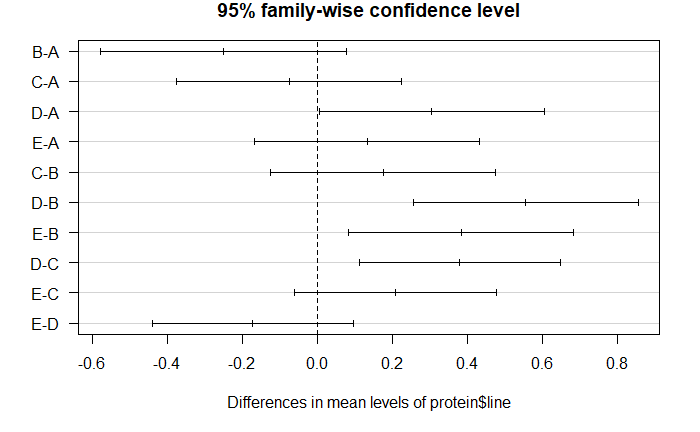 95% family-wise confidence level
B-A
C-A
D-A
E-A
C-B
D-B
E-B
D-C
E-C
E-D
-0.6 -0.4 -0.2 0.0 0.2 0.4 0.6 0.8
Differences in mean levels of protein$line